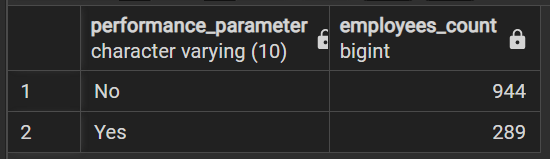 performance_parameter employees_count
character varying (10) bigint
1 No 944
2 Yes 289